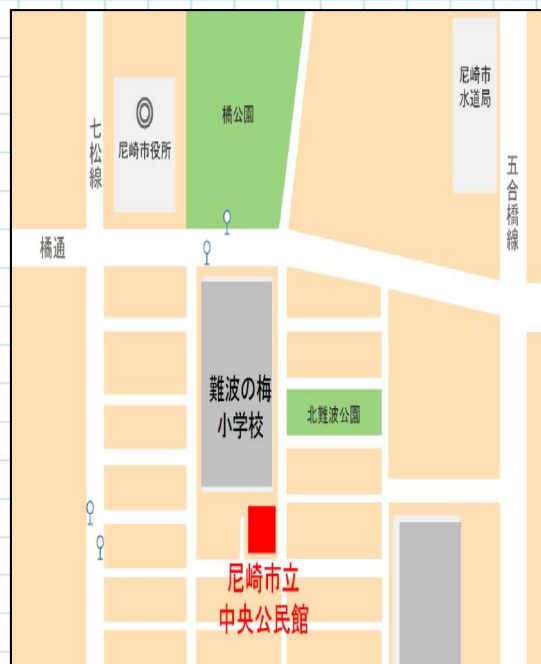 七松線
尼崎市役所
橘公園
尼崎市
水道局
五合橋線
橘通
難波の梅
小学校
北難波公園
尼崎市立
中央公民館